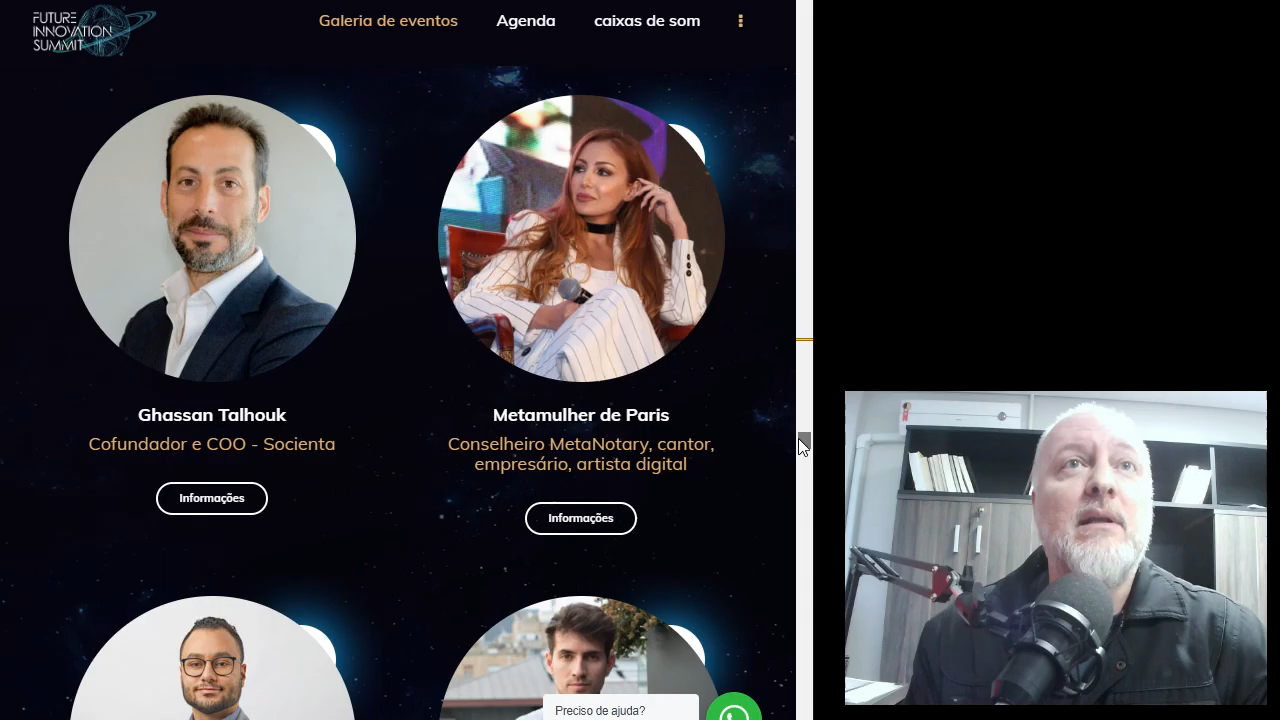 FUTURE
INNOVATION
SUMMIT
Galeria de eventos
Agenda
caixas de som
Ghassan Talhouk
Cofundador e COO - Socienta
Informações
Metamulher de Paris
Conselheiro MetaNotary, cantor,
empresário, artista digital
Informações
Preciso de ajuda?